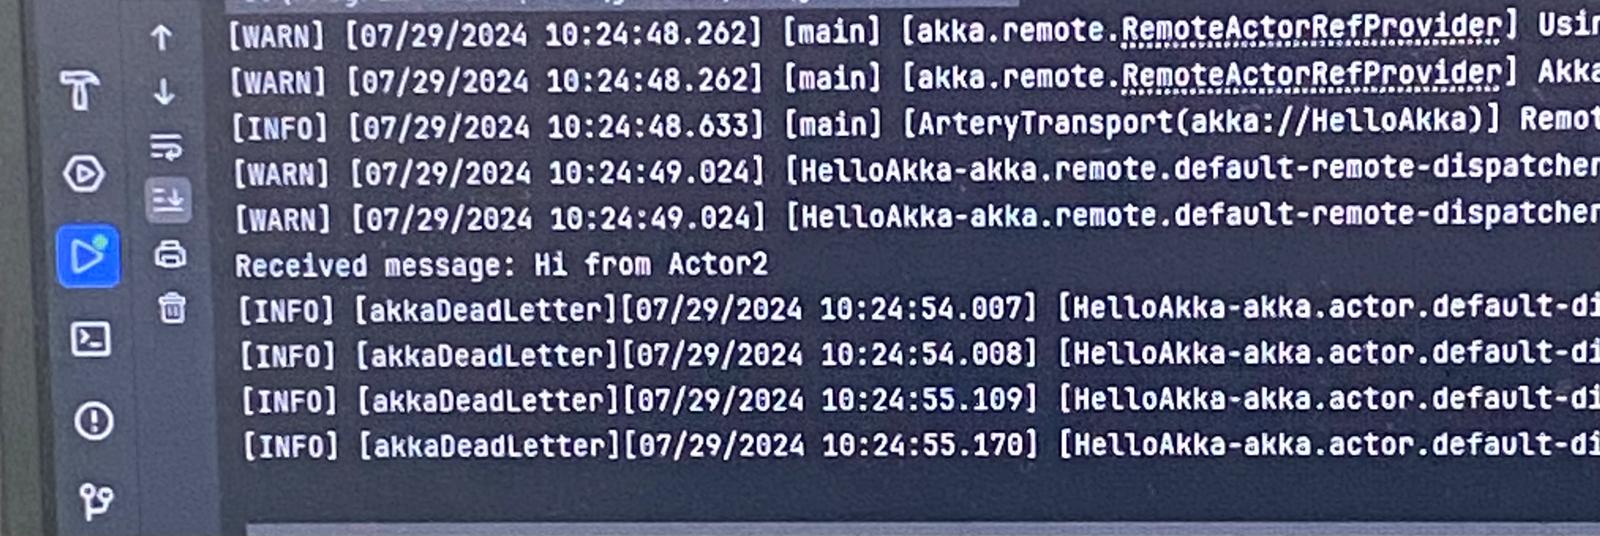 [WARN] [07/29/2024 10:24:48.262] [main] [akka.remote.RemoteActorRefProvider] Usin
[WARN] [07/29/2024 10:24:48.262] [main] [akka.remote.RemoteActorRefProvider] Akka
[INFO] [07/29/2024 10:24:48.633] [main] [ArteryTransport(akka://HelloAkka)] Remot
[WARN] [07/29/2024 10:24:49.024] [HelloAkka-akka.remote.default-remote-dispatcher
[WARN] [07/29/2024 10:24:49.024] [HelloAkka-akka.remote.default-remote-dispatcher
Received message: Hi from Actor2
[INFO] [akkaDeadLetter][07/29/2024 10:24:54.007] [HelloAkka-akka.actor.default-di
[INFO] [akkaDeadLetter][07/29/2024 10:24:54.008] [HelloAkka-akka.actor.default-di
[INFO] [akkaDeadLetter][07/29/2024 10:24:55.109] [HelloAkka-akka.actor.default-di
[INFO] [akkaDeadLetter][07/29/2024 10:24:55.170] [HelloAkka-akka.actor.default-di